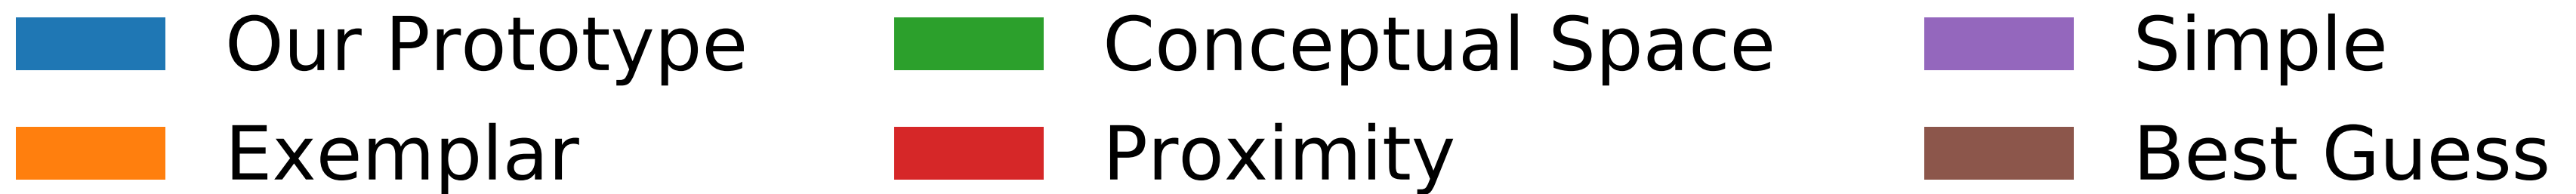 Our Prototype Conceptual Space Simple
Exemplar Proximity Best Guess